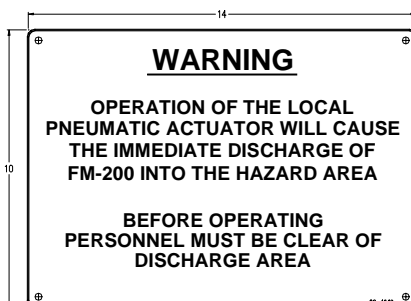 14
WARNING
10
OPERATION OF THE LOCAL
PNEUMATIC ACTUATOR WILL CAUSE
THE IMMEDIATE DISCHARGE OF
FM-200 INTO THE HAZARD AREA
BEFORE OPERATING
PERSONNEL MUST BE CLEAR OF
DISCHARGE AREA